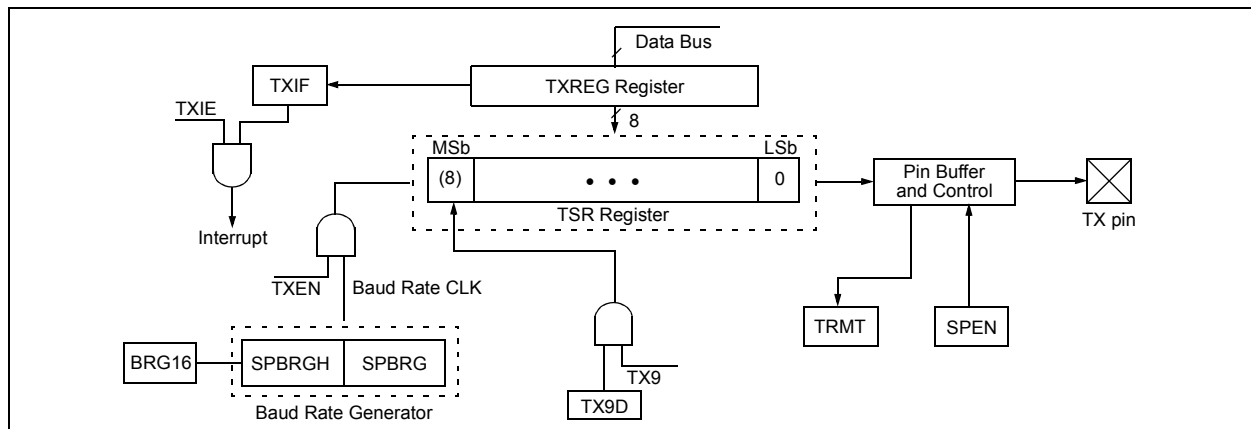 Data Bus
TXIF
TXREG Register
TXIE
8
MSb
LSb
(8)
• • •
0
Pin Buffer
and Control
TSR Register
TX pin
Interrupt
TXEN
Baud Rate CLK
TRMT
SPEN
BRG16
SPBRGH
SPBRG
TX9
Baud Rate Generator
TX9D